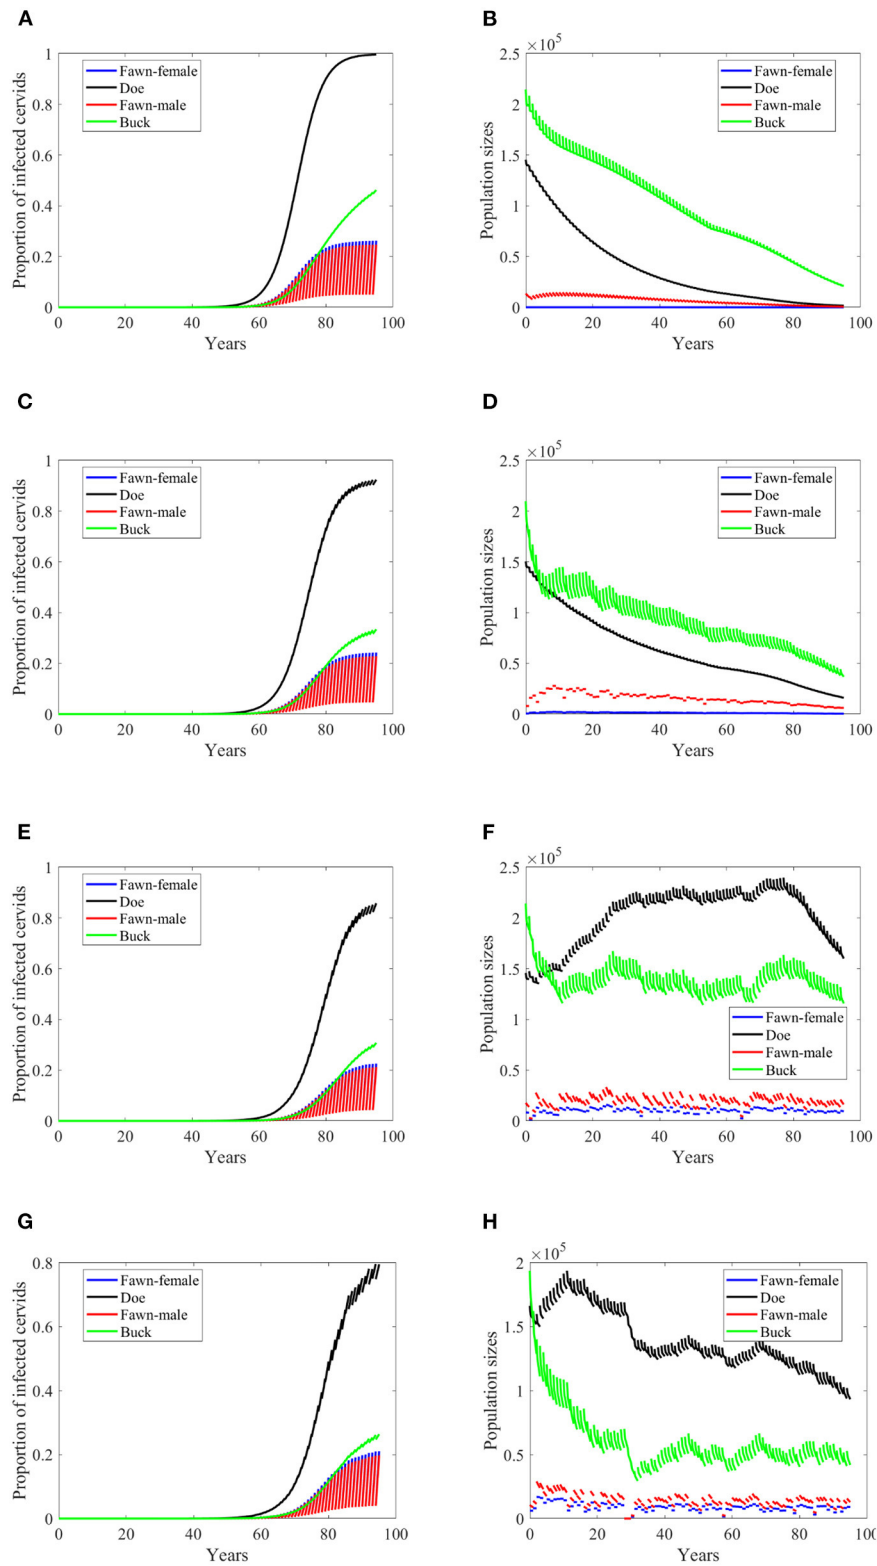 A
Proportion of infected cervids
1
0.8
0.6
0.4
0.2
0
0 20 40 60 80 100
Years
Fawn-female
Doe
Fawn-male
Buck
B
Population sizes
×10⁵
2.5
2
1.5
1
0.5
0
0 20 40 60 80 100
Years
Fawn-female
Doe
Fawn-male
Buck
C
Proportion of infected cervids
1
0.8
0.6
0.4
0.2
0
0 20 40 60 80 100
Years
Fawn-female
Doe
Fawn-male
Buck
D
Population sizes
×10⁵
2.5
2
1.5
1
0.5
0
0 20 40 60 80 100
Years
Fawn-female
Doe
Fawn-male
Buck
E
Proportion of infected cervids
1
0.8
0.6
0.4
0.2
0
0 20 40 60 80 100
Years
Fawn-female
Doe
Fawn-male
Buck
F
Population sizes
×10⁵
2.5
2
1.5
1
0.5
0
0 20 40 60 80 100
Years
Fawn-female
Doe
Fawn-male
Buck
G
Proportion of infected cervids
0.8
0.6
0.4
0.2
0
0 20 40 60 80 100
Years
Fawn-female
Doe
Fawn-male
Buck
H
Population sizes
×10⁵
2
1.5
1
0.5
0
0 20 40 60 80 100
Years
Fawn-female
Doe
Fawn-male
Buck